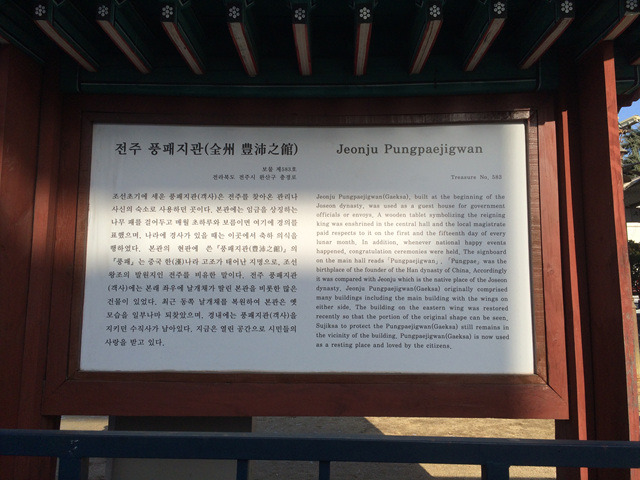 전주 풍패지관(全州 豊沛之館)
보물 제583호
전라북도 전주시 완산구 충경로
조선초기에 세운 풍패지관(객사)은 전주를 찾아온 관리나
사신의 숙소로 사용하던 곳이다. 본관에는 임금을 상징하는
나무 패를 걸어두고 매월 초하루와 보름이면 여기에 경의를
표했으며, 나라에 경사가 있을 때는 이곳에서 축하 의식을
행하였다. 본관의 현판에 쓴『풍패지관(豊沛之館)』의
『풍패』는 중국 한(漢)나라 고조가 태어난 지명으로, 조선
왕조의 발원지인 전주를 비유한 말이다. 전주 풍패지관
(객사)에는 본래 좌우에 날개채가 딸린 본관을 비롯한 많은
건물이 있었다. 최근 동쪽 날개채를 복원하여 본관은 옛
모습을 일부나마 되찾았으며, 경내에는 풍패지관(객사)을
지키던 수직사가 남아있다. 지금은 열린 공간으로 시민들의
사랑을 받고 있다.
Jeonju Pungpaejigwan
Treasure No, 583
Jeonju Pungpaejigwan(Gaeksa), built at the beginning of the
Joseon dynasty, was used as a guest house for government
officials or envoys, A wooden tablet symbolizing the reigning
king was enshrined in the central hall and the local magistrate
paid respects to it on the first and the fifteenth day of every
lunar month, In addition, whenever national happy events
happened, congratulation ceremonies were held, The signboard
on the main hall reads 「Pungpaejigwan」, 「Pungpae」 was the
birthplace of the founder of the Han dynasty of China, Accordingly
it was compared with Jeonju which is the native place of the Joseon
dynasty, Jeonju Pungpaejigwan(Gaeksa) originally comprised
many buildings including the main building with the wings on
either side, The building on the eastern wing was restored
recently so that the portion of the original shape can be seen,
Sujiksa to protect the Pungpaejigwan(Gaeksa) still remains in
the vicinity of the building, Pungpaejigwan(Gaeksa) is now used
as a resting place and loved by the citizens,